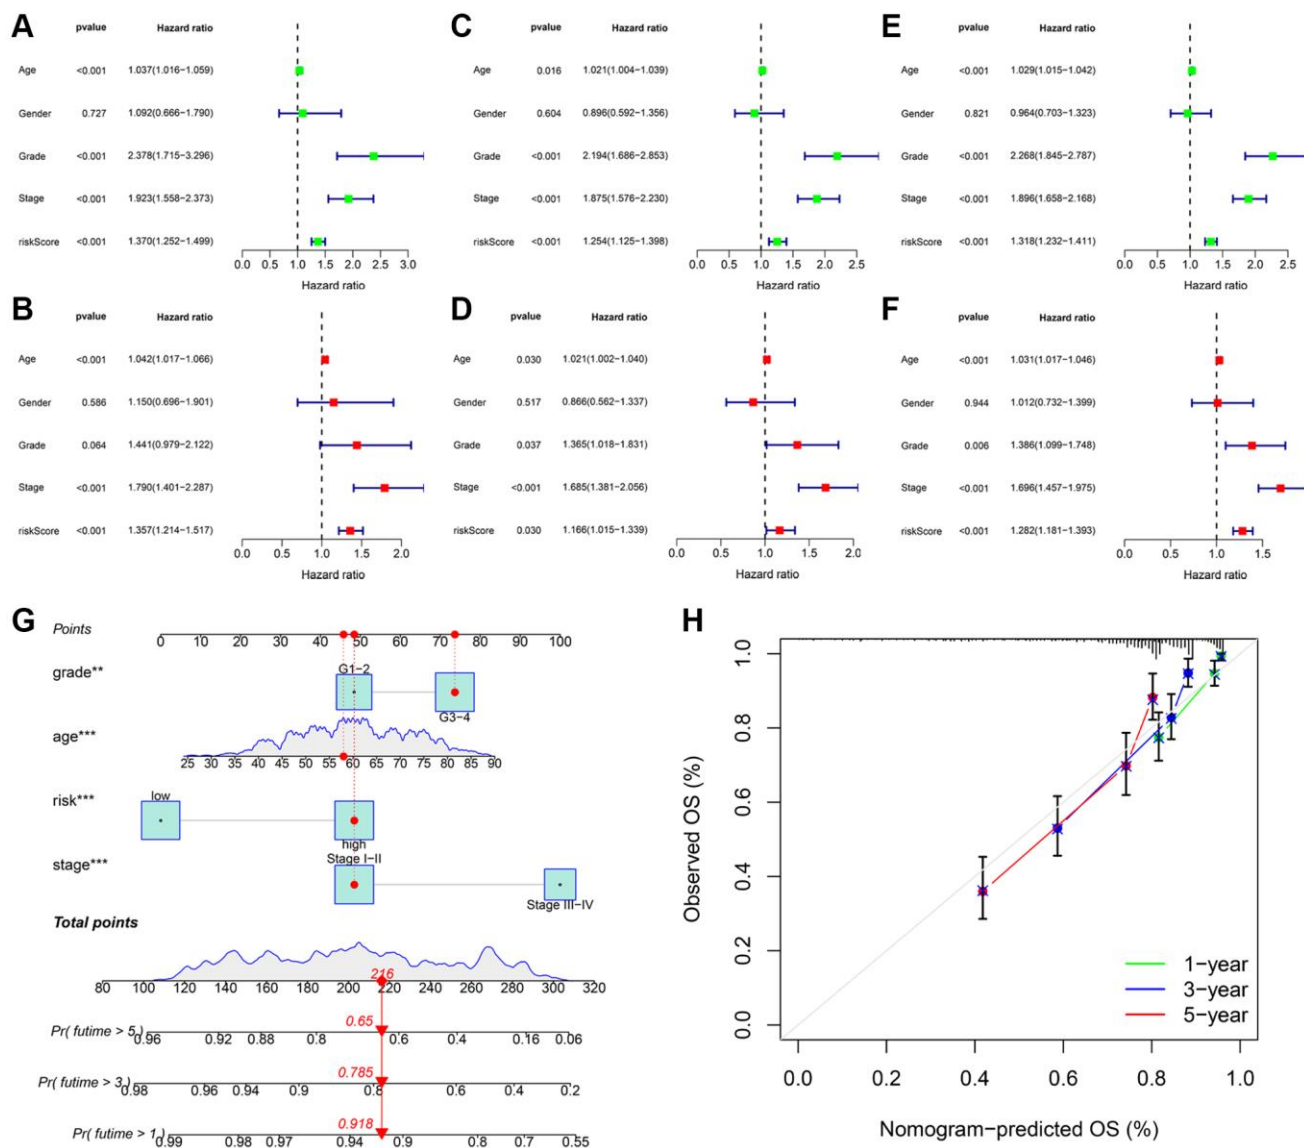 A
pvalue Hazard ratio
Age <0.001 1.037(1.016−1.059)
Gender 0.727 1.092(0.666−1.790)
Grade <0.001 2.378(1.715−3.296)
Stage <0.001 1.923(1.558−2.373)
riskScore <0.001 1.370(1.252−1.499)
0.0 0.5 1.0 1.5 2.0 2.5 3.0
Hazard ratio
C
pvalue Hazard ratio
Age 0.016 1.021(1.004−1.039)
Gender 0.604 0.896(0.592−1.356)
Grade <0.001 2.194(1.686−2.853)
Stage <0.001 1.875(1.576−2.230)
riskScore <0.001 1.254(1.125−1.398)
0.0 0.5 1.0 1.5 2.0 2.5
Hazard ratio
E
pvalue Hazard ratio
Age <0.001 1.029(1.015−1.042)
Gender 0.821 0.964(0.703−1.323)
Grade <0.001 2.268(1.845−2.787)
Stage <0.001 1.896(1.658−2.168)
riskScore <0.001 1.318(1.232−1.411)
0.0 0.5 1.0 1.5 2.0 2.5
Hazard ratio
B
pvalue Hazard ratio
Age <0.001 1.042(1.017−1.066)
Gender 0.586 1.150(0.696−1.901)
Grade 0.064 1.441(0.979−2.122)
Stage <0.001 1.790(1.401−2.287)
riskScore <0.001 1.357(1.214−1.517)
0.0 0.5 1.0 1.5 2.0
Hazard ratio
D
pvalue Hazard ratio
Age 0.030 1.021(1.002−1.040)
Gender 0.517 0.866(0.562−1.337)
Grade 0.037 1.365(1.018−1.831)
Stage <0.001 1.685(1.381−2.056)
riskScore 0.030 1.166(1.015−1.339)
0.0 0.5 1.0 1.5 2.0
Hazard ratio
F
pvalue Hazard ratio
Age <0.001 1.031(1.017−1.046)
Gender 0.944 1.012(0.732−1.399)
Grade 0.006 1.386(1.099−1.748)
Stage <0.001 1.696(1.457−1.975)
riskScore <0.001 1.282(1.181−1.393)
0.0 0.5 1.0 1.5
Hazard ratio
G
Points
0 10 20 30 40 50 60 70 80 90 100
grade**
G1−2
G3−4
age***
25 30 35 40 45 50 55 60 65 70 75 80 85 90
risk***
low
high
stage***
Stage I−II
Stage III−IV
Total points
216
80 100 120 140 160 180 200 220 240 260 280 300 320
0.65
Pr( futime > 5 )
0.96 0.92 0.88 0.8 0.6 0.4 0.16 0.06
0.785
Pr( futime > 3 )
0.98 0.96 0.94 0.9 0.8 0.6 0.4 0.2
0.918
Pr( futime > 1 )
0.99 0.98 0.97 0.94 0.9 0.8 0.7 0.55
H
Observed OS (%)
1.0
0.8
0.6
0.4
0.2
0.0
1−year
3−year
5−year
0.0 0.2 0.4 0.6 0.8 1.0
Nomogram−predicted OS (%)